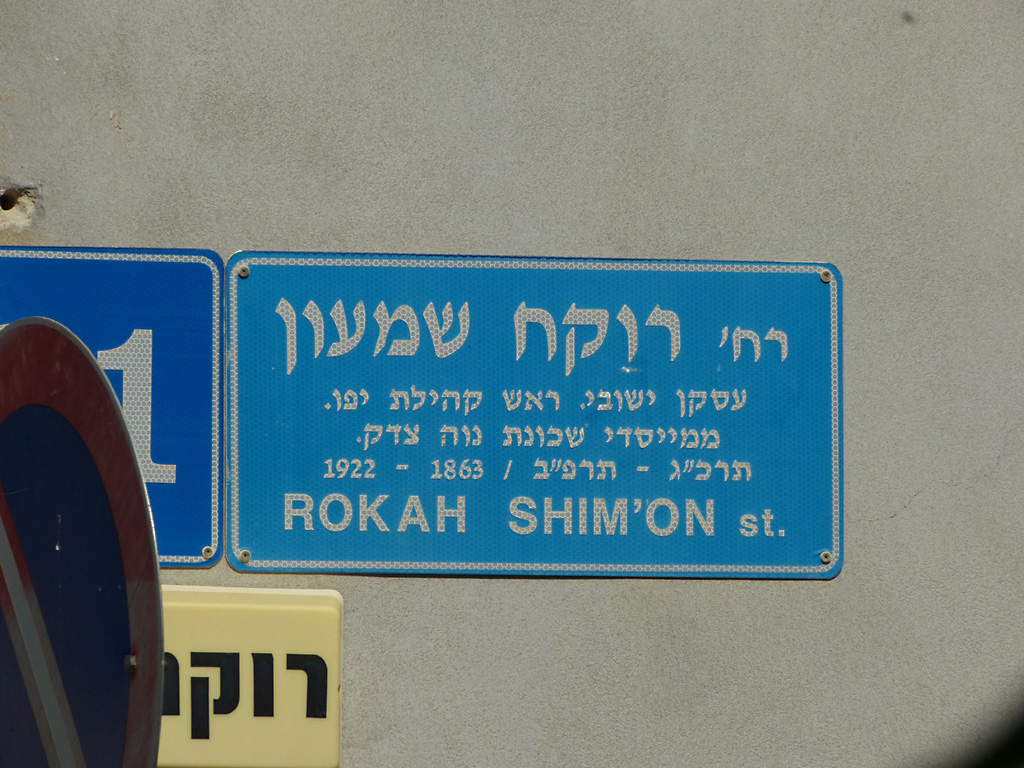 רח' רוקח שמעון
עסקן ישובי. ראש קהילת יפו.
ממייסדי שכונת נוה צדק.
תרכ״ג - תרפ״ב / 1863 - 1922
ROKAH SHIM'ON st.
1
רוקח